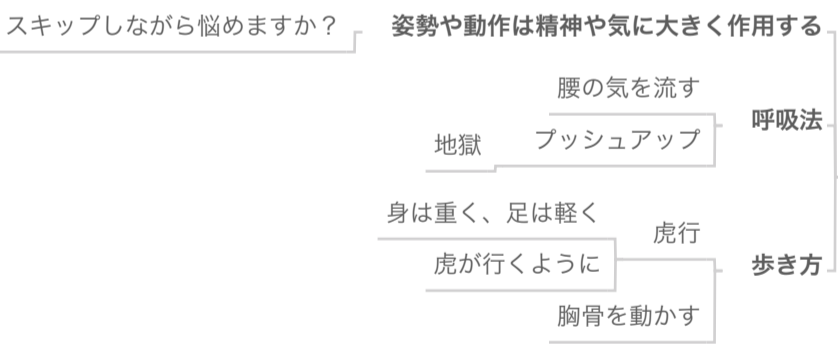 スキップしながら悩めますか？
姿勢や動作は精神や気に大きく作用する
腰の気を流す
呼吸法
プッシュアップ
地獄
身は重く、足は軽く
虎行
虎が行くように
歩き方
胸骨を動かす